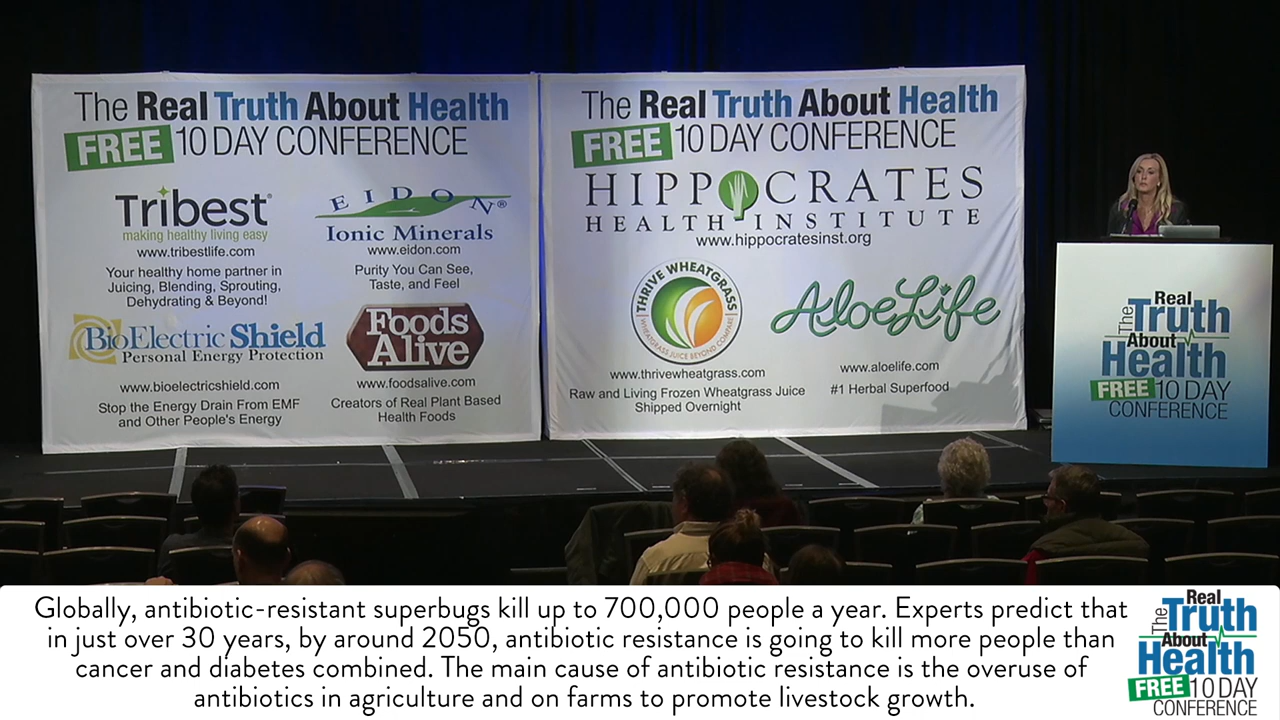 The Real Truth About Health
FREE 10 DAY CONFERENCE
Tribest®
making healthy living easy
www.tribestlife.com
Your healthy home partner in
Juicing, Blending, Sprouting,
Dehydrating & Beyond!
EIDON®
Ionic Minerals
www.eidon.com
Purity You Can See,
Taste, and Feel
BioElectric Shield
Personal Energy Protection
www.bioelectricshield.com
Stop the Energy Drain From EMF
and Other People's Energy
Foods
Alive
www.foodsalive.com
Creators of Real Plant Based
Health Foods
The Real Truth About Health
FREE 10 DAY CONFERENCE
HIPPOCRATES
HEALTH INSTITUTE
www.hippocratesinst.org
THRIVE WHEATGRASS
WHEATGRASS JUICE BEYOND COMPARE
www.thrivewheatgrass.com
Raw and Living Frozen Wheatgrass Juice
Shipped Overnight
AloeLife
www.aloelife.com
#1 Herbal Superfood
The Real
Truth
About
Health
FREE 10 DAY
CONFERENCE
Globally, antibiotic-resistant superbugs kill up to 700,000 people a year. Experts predict that
in just over 30 years, by around 2050, antibiotic resistance is going to kill more people than
cancer and diabetes combined. The main cause of antibiotic resistance is the overuse of
antibiotics in agriculture and on farms to promote livestock growth.
The Real
Truth
About
Health
FREE 10 DAY
CONFERENCE